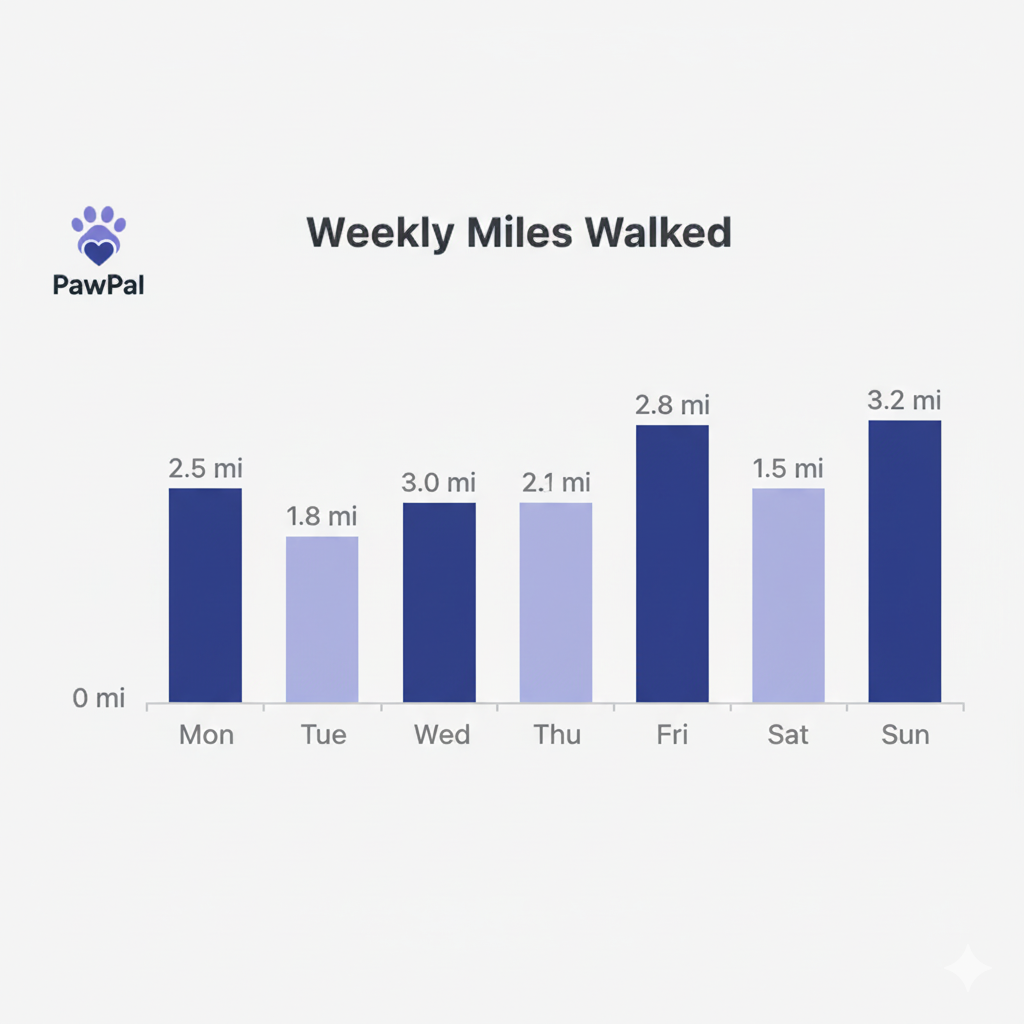 Weekly Miles Walked
PawPal
2.5 mi
1.8 mi
3.0 mi
2.1 mi
2.8 mi
1.5 mi
3.2 mi
0 mi
Mon Tue Wed Thu Fri Sat Sun